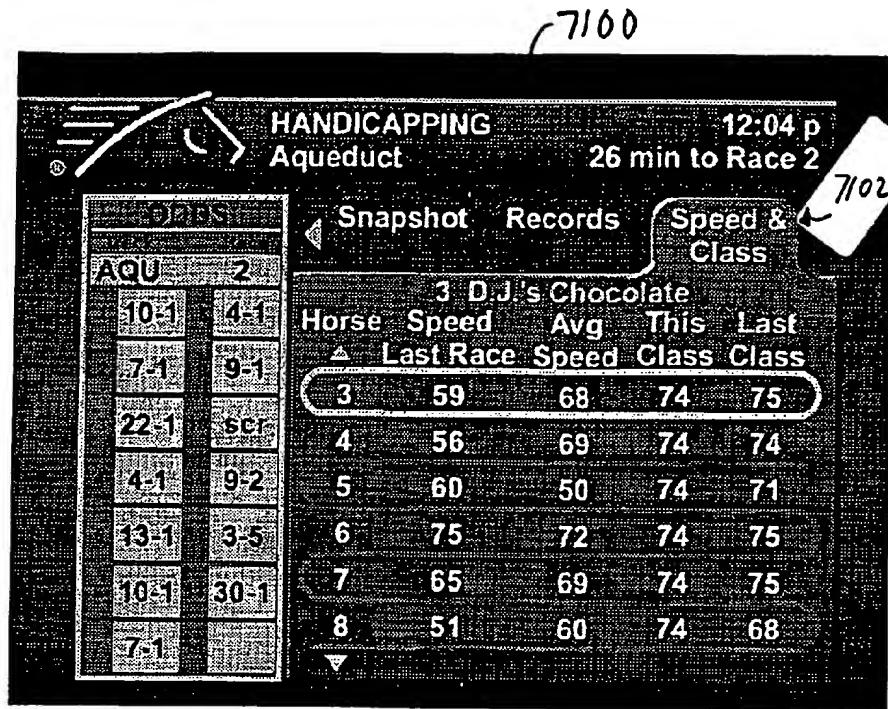 7100
HANDICAPPING 12:04 p
Aqueduct 26 min to Race 2
®
7102
ODDS
AQU 2
10-1 4-1
7-1 9-1
22-1 scr
4-1 9-2
13-1 3-5
10-1 30-1
7-1
Snapshot Records Speed &
Class
3 D.J.'s Chocolate
Horse Speed Avg This Last
Last Race Speed Class Class
3 59 68 74 75
4 56 69 74 74
5 60 50 74 71
6 75 72 74 75
7 65 69 74 75
8 51 60 74 68